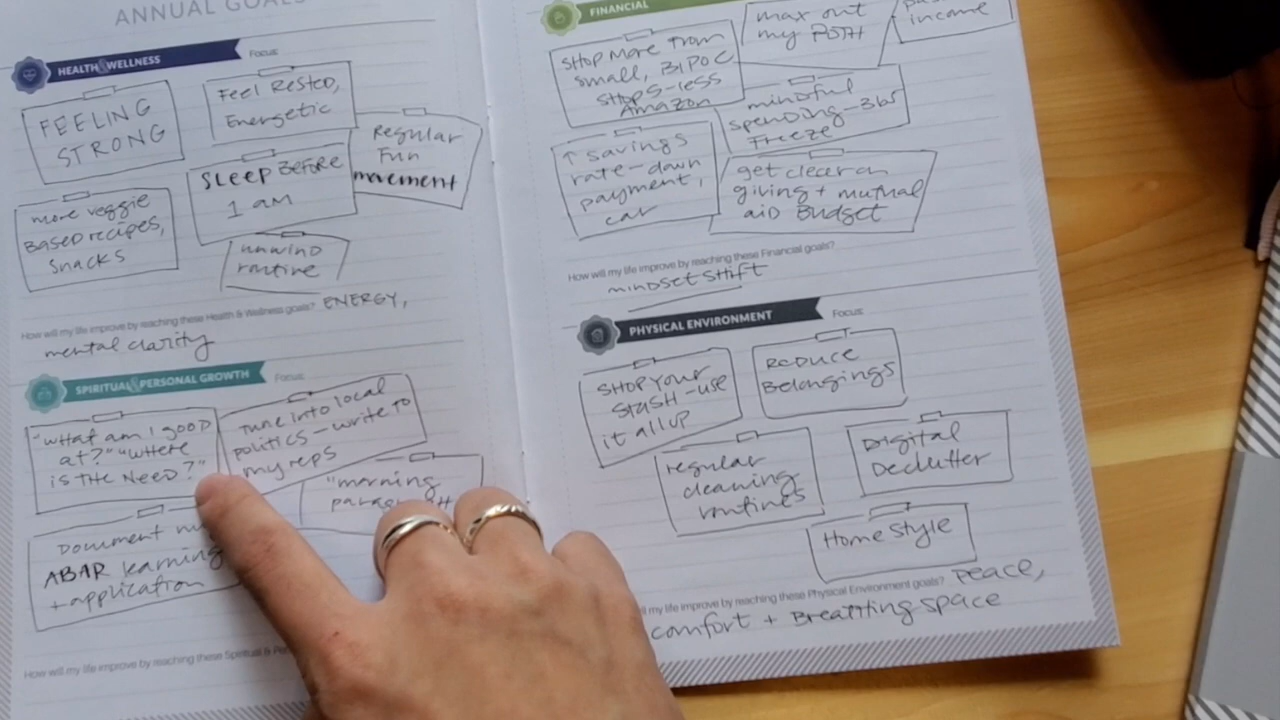 ANNUAL GOALS
HEALTH & WELLNESS
Focus:
FEELING
STRONG
Feel Rested,
Energetic
Regular
Fun
movement
more veggie
Based recipes,
snacks
SLEEP Before
1 am
unwind
routine
How will my life improve by reaching these Health & Wellness goals? ENERGY,
mental clarity
SPIRITUAL & PERSONAL GROWTH
Focus:
"what am I good
at?" "where
is the Need?"
Tune into local
politics - write to
my reps
"morning
Document
ABAR learning
+ application
How will my life improve by reaching these Spiritual &
FINANCIAL
SHOP More From
small, BIPOC
shops - less
Amazon
max out
my
income
mindful
spending -
Freeze
↑ savings
rate - down
payment,
car
get clear on
giving + mutual
aid Budget
How will my life improve by reaching these Financial goals?
mindset shift
PHYSICAL ENVIRONMENT
Focus:
SHOP Your
STASH - use
it all up
Reduce
Belongings
regular
cleaning
routines
Digital
Declutter
Home Style
my life improve by reaching these Physical Environment goals? Peace,
comfort + Breathing space